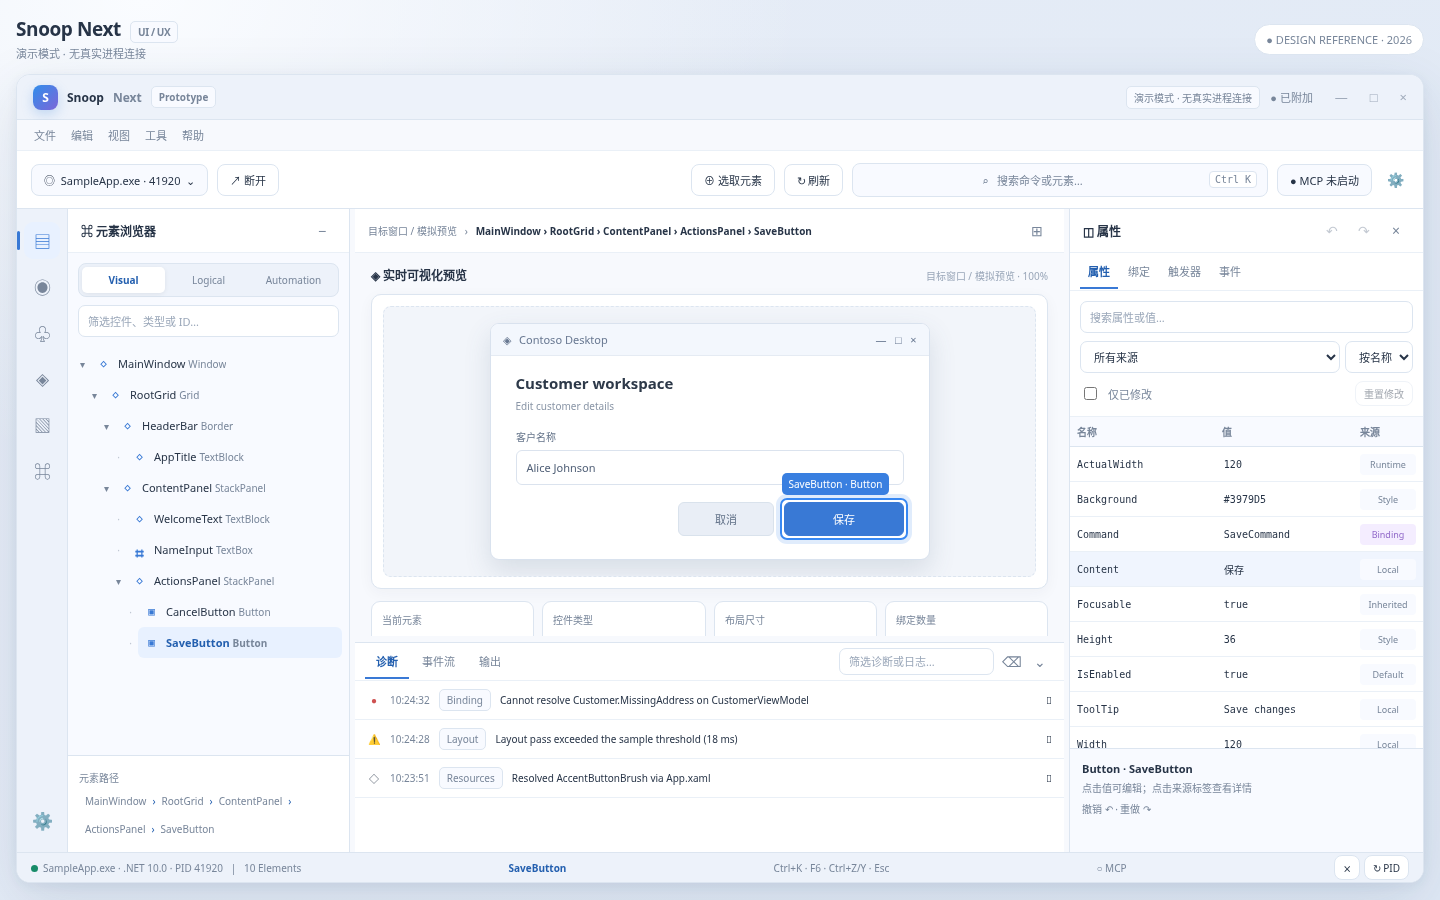 Snoop Next UI / UX
演示模式 · 无真实进程连接
● DESIGN REFERENCE · 2026
S Snoop Next Prototype
演示模式 · 无真实进程连接 ● 已附加 — □ ×
文件 编辑 视图 工具 帮助
SampleApp.exe · 41920
↗ 断开
⊕ 选取元素
↻ 刷新
搜索命令或元素… Ctrl K
● MCP 未启动
⌘ 元素浏览器 –
Visual Logical Automation
筛选控件、类型或 ID…
MainWindow Window
RootGrid Grid
HeaderBar Border
AppTitle TextBlock
ContentPanel StackPanel
WelcomeText TextBlock
NameInput TextBox
ActionsPanel StackPanel
CancelButton Button
SaveButton Button
元素路径
MainWindow › RootGrid › ContentPanel ›
ActionsPanel › SaveButton
目标窗口 / 模拟预览 › MainWindow › RootGrid › ContentPanel › ActionsPanel › SaveButton
◈ 实时可视化预览
目标窗口 / 模拟预览 · 100%
◈ Contoso Desktop — □ ×
Customer workspace
Edit customer details
客户名称
Alice Johnson
SaveButton · Button
取消 保存
当前元素 控件类型 布局尺寸 绑定数量
诊断 事件流 输出
筛选诊断或日志…
10:24:32 Binding Cannot resolve Customer.MissingAddress on CustomerViewModel
10:24:28 Layout Layout pass exceeded the sample threshold (18 ms)
10:23:51 Resources Resolved AccentButtonBrush via App.xaml
◫ 属性 ↶ ↷ ×
属性 绑定 触发器 事件
搜索属性或值…
所有来源 按名称
仅已修改 重置修改
名称 值 来源
ActualWidth 120 Runtime
Background #3979D5 Style
Command SaveCommand Binding
Content 保存 Local
Focusable true Inherited
Height 36 Style
IsEnabled true Default
ToolTip Save changes Local
Width 120 Local
Button · SaveButton
点击值可编辑；点击来源标签查看详情
撤销 ↶ · 重做 ↷
SampleApp.exe · .NET 10.0 · PID 41920 | 10 Elements
SaveButton
Ctrl+K · F6 · Ctrl+Z/Y · Esc
○ MCP
× ↻ PID